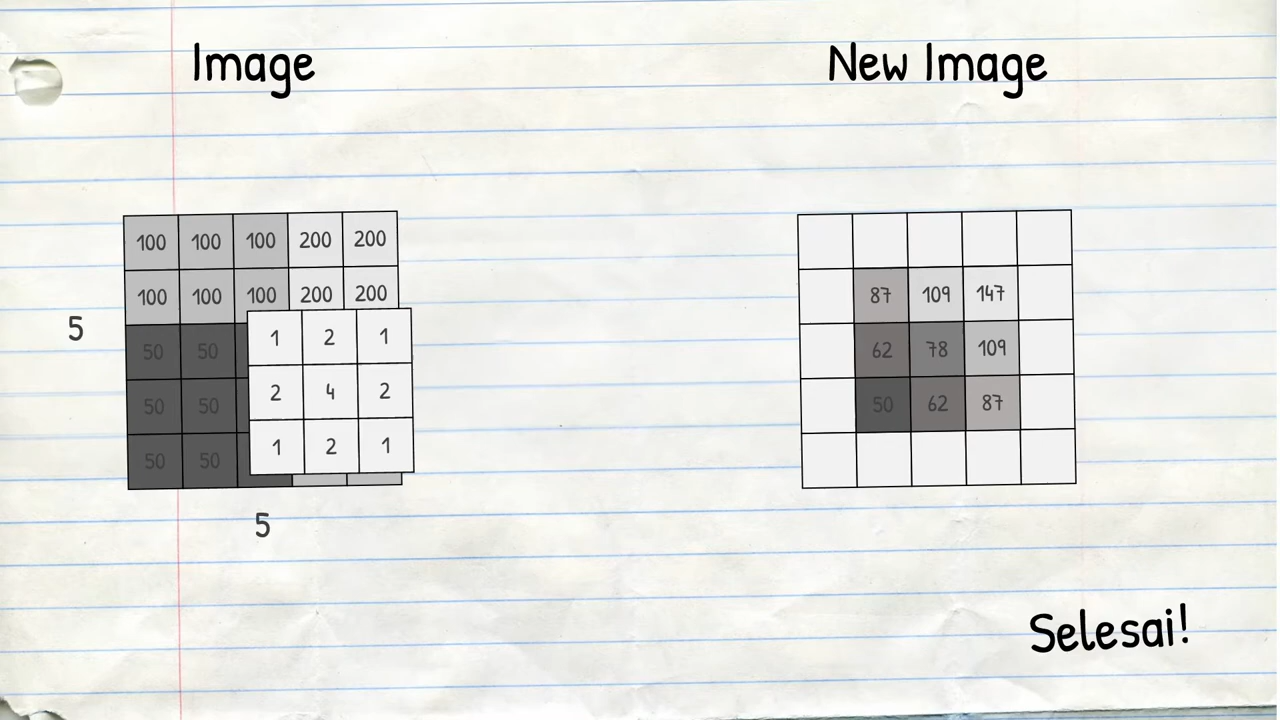 Image
New Image
100 100 100 200 200
100 100 100 200 200
50 50
50 50
50 50
1 2 1
2 4 2
1 2 1
5
5
87 109 147
62 78 109
50 62 87
Selesai!